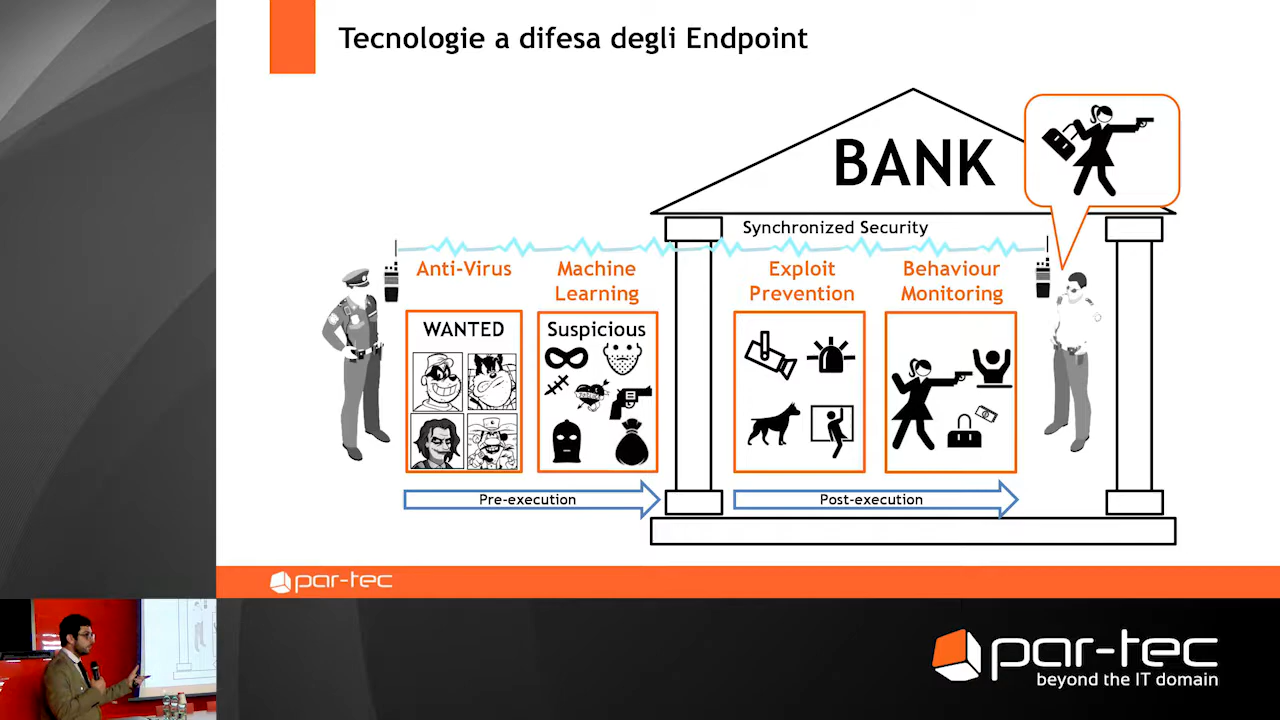 Tecnologie a difesa degli Endpoint
BANK
Synchronized Security
Anti-Virus
Machine
Learning
Exploit
Prevention
Behaviour
Monitoring
WANTED
Suspicious
Pre-execution
Post-execution
par-tec
par-tec
beyond the IT domain